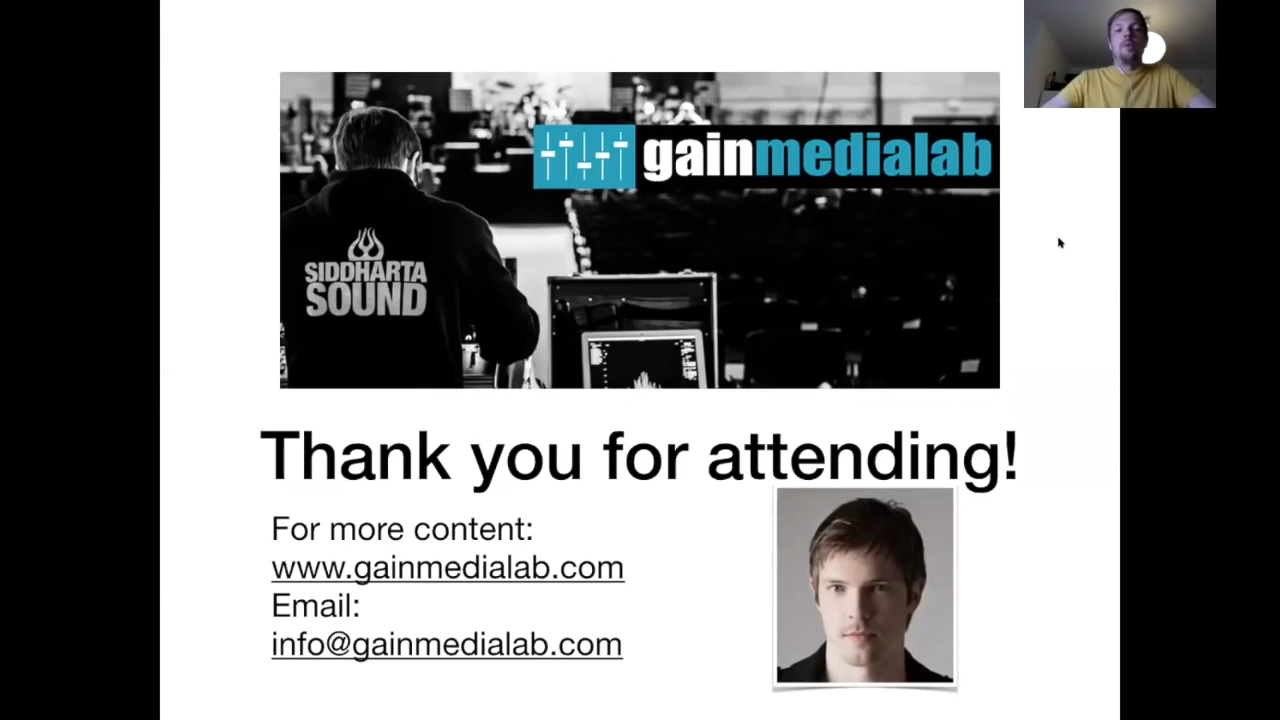 gainmedialab
SIDDHARTA
SOUND
Thank you for attending!
For more content:
www.gainmedialab.com
Email:
info@gainmedialab.com